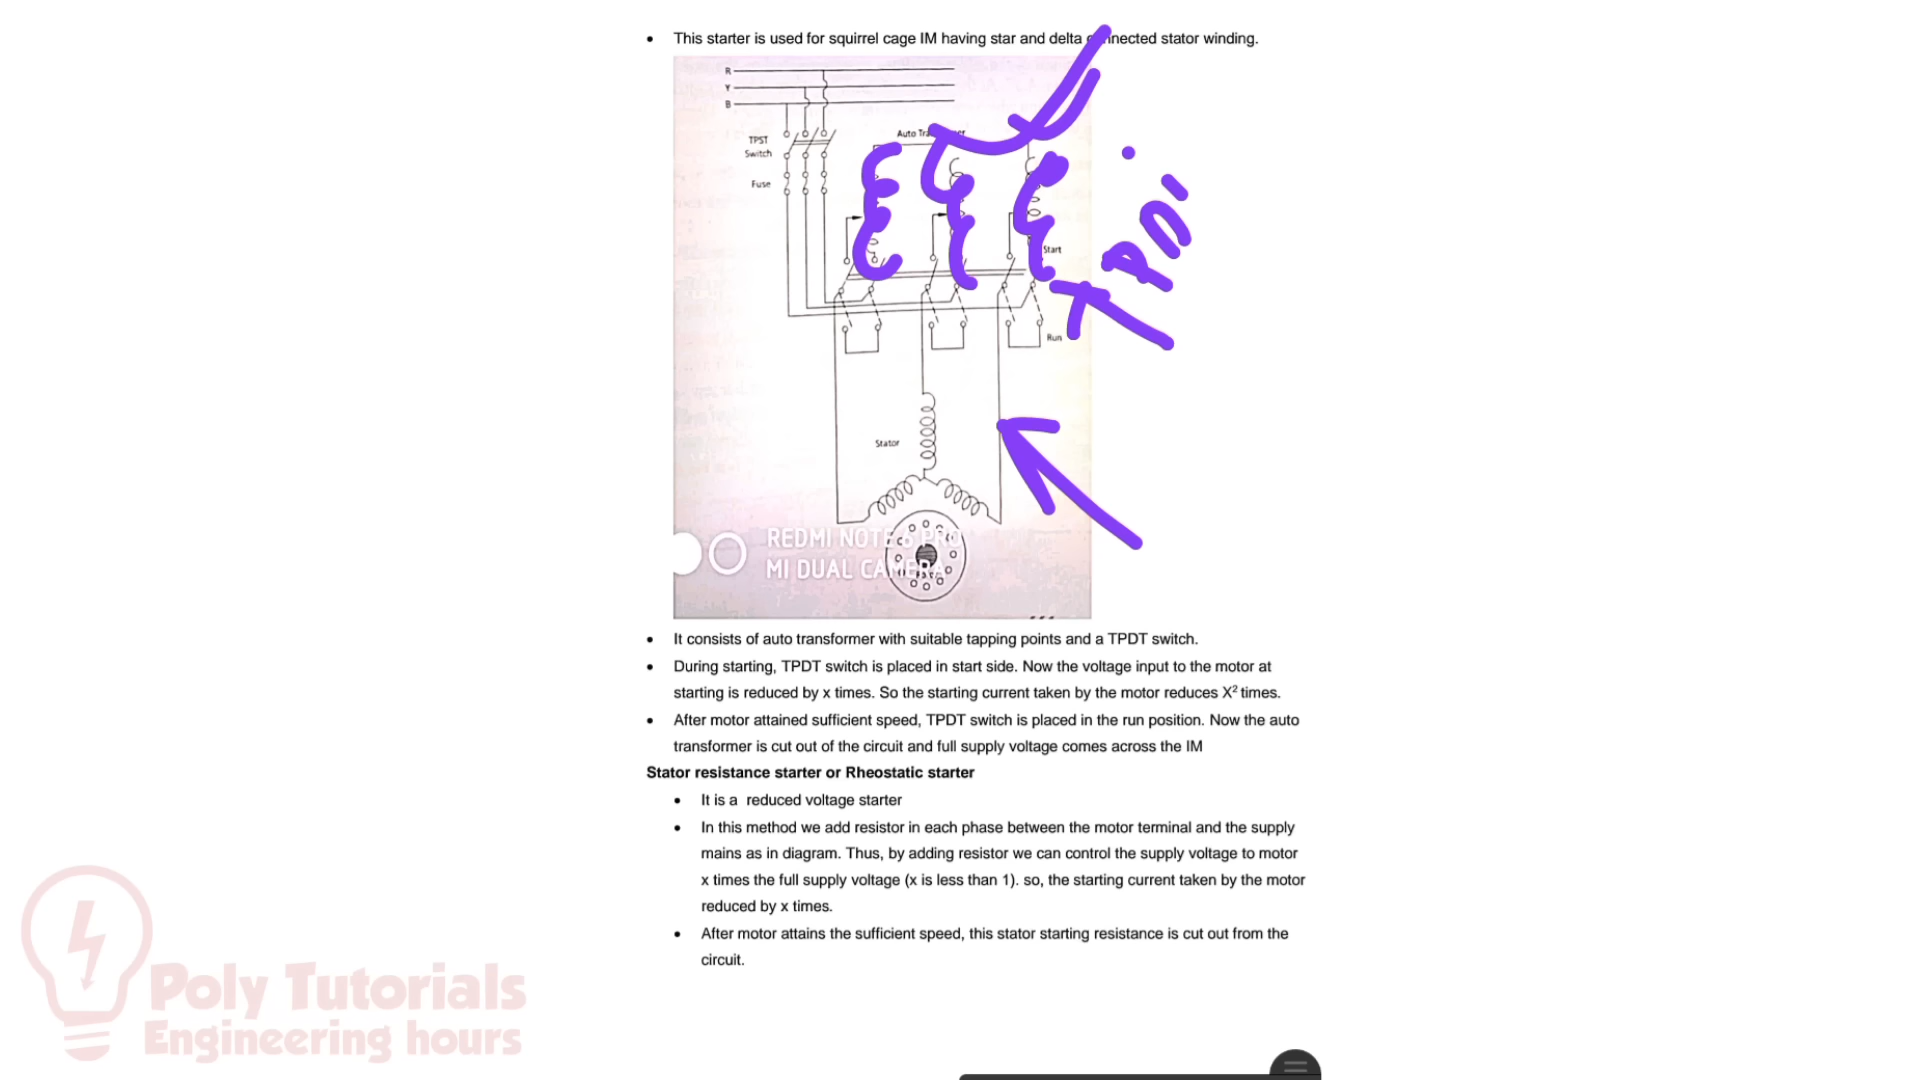 • This starter is used for squirrel cage IM having star and delta connected stator winding.
R
Y
B
TPST
Switch
Fuse
Start
Run
Stator
REDMI NOTE 5 PRO
MI DUAL CAMERA
• It consists of auto transformer with suitable tapping points and a TPDT switch.
• During starting, TPDT switch is placed in start side. Now the voltage input to the motor at
starting is reduced by x times. So the starting current taken by the motor reduces X² times.
• After motor attained sufficient speed, TPDT switch is placed in the run position. Now the auto
transformer is cut out of the circuit and full supply voltage comes across the IM
Stator resistance starter or Rheostatic starter
• It is a reduced voltage starter
• In this method we add resistor in each phase between the motor terminal and the supply
mains as in diagram. Thus, by adding resistor we can control the supply voltage to motor
x times the full supply voltage (x is less than 1). so, the starting current taken by the motor
reduced by x times.
• After motor attains the sufficient speed, this stator starting resistance is cut out from the
circuit.
Poly Tutorials
Engineering hours